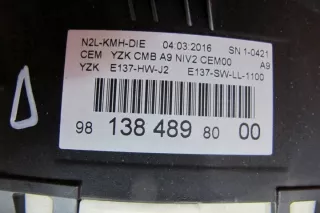 N2L-KMH-DIE 04:03:2016 SN 1-0421
CEM YZK CMB A9 NIV2 CEM00 A9
YZK E137-HW-J2 E137-SW-LL-1100
98 138 489 80 00